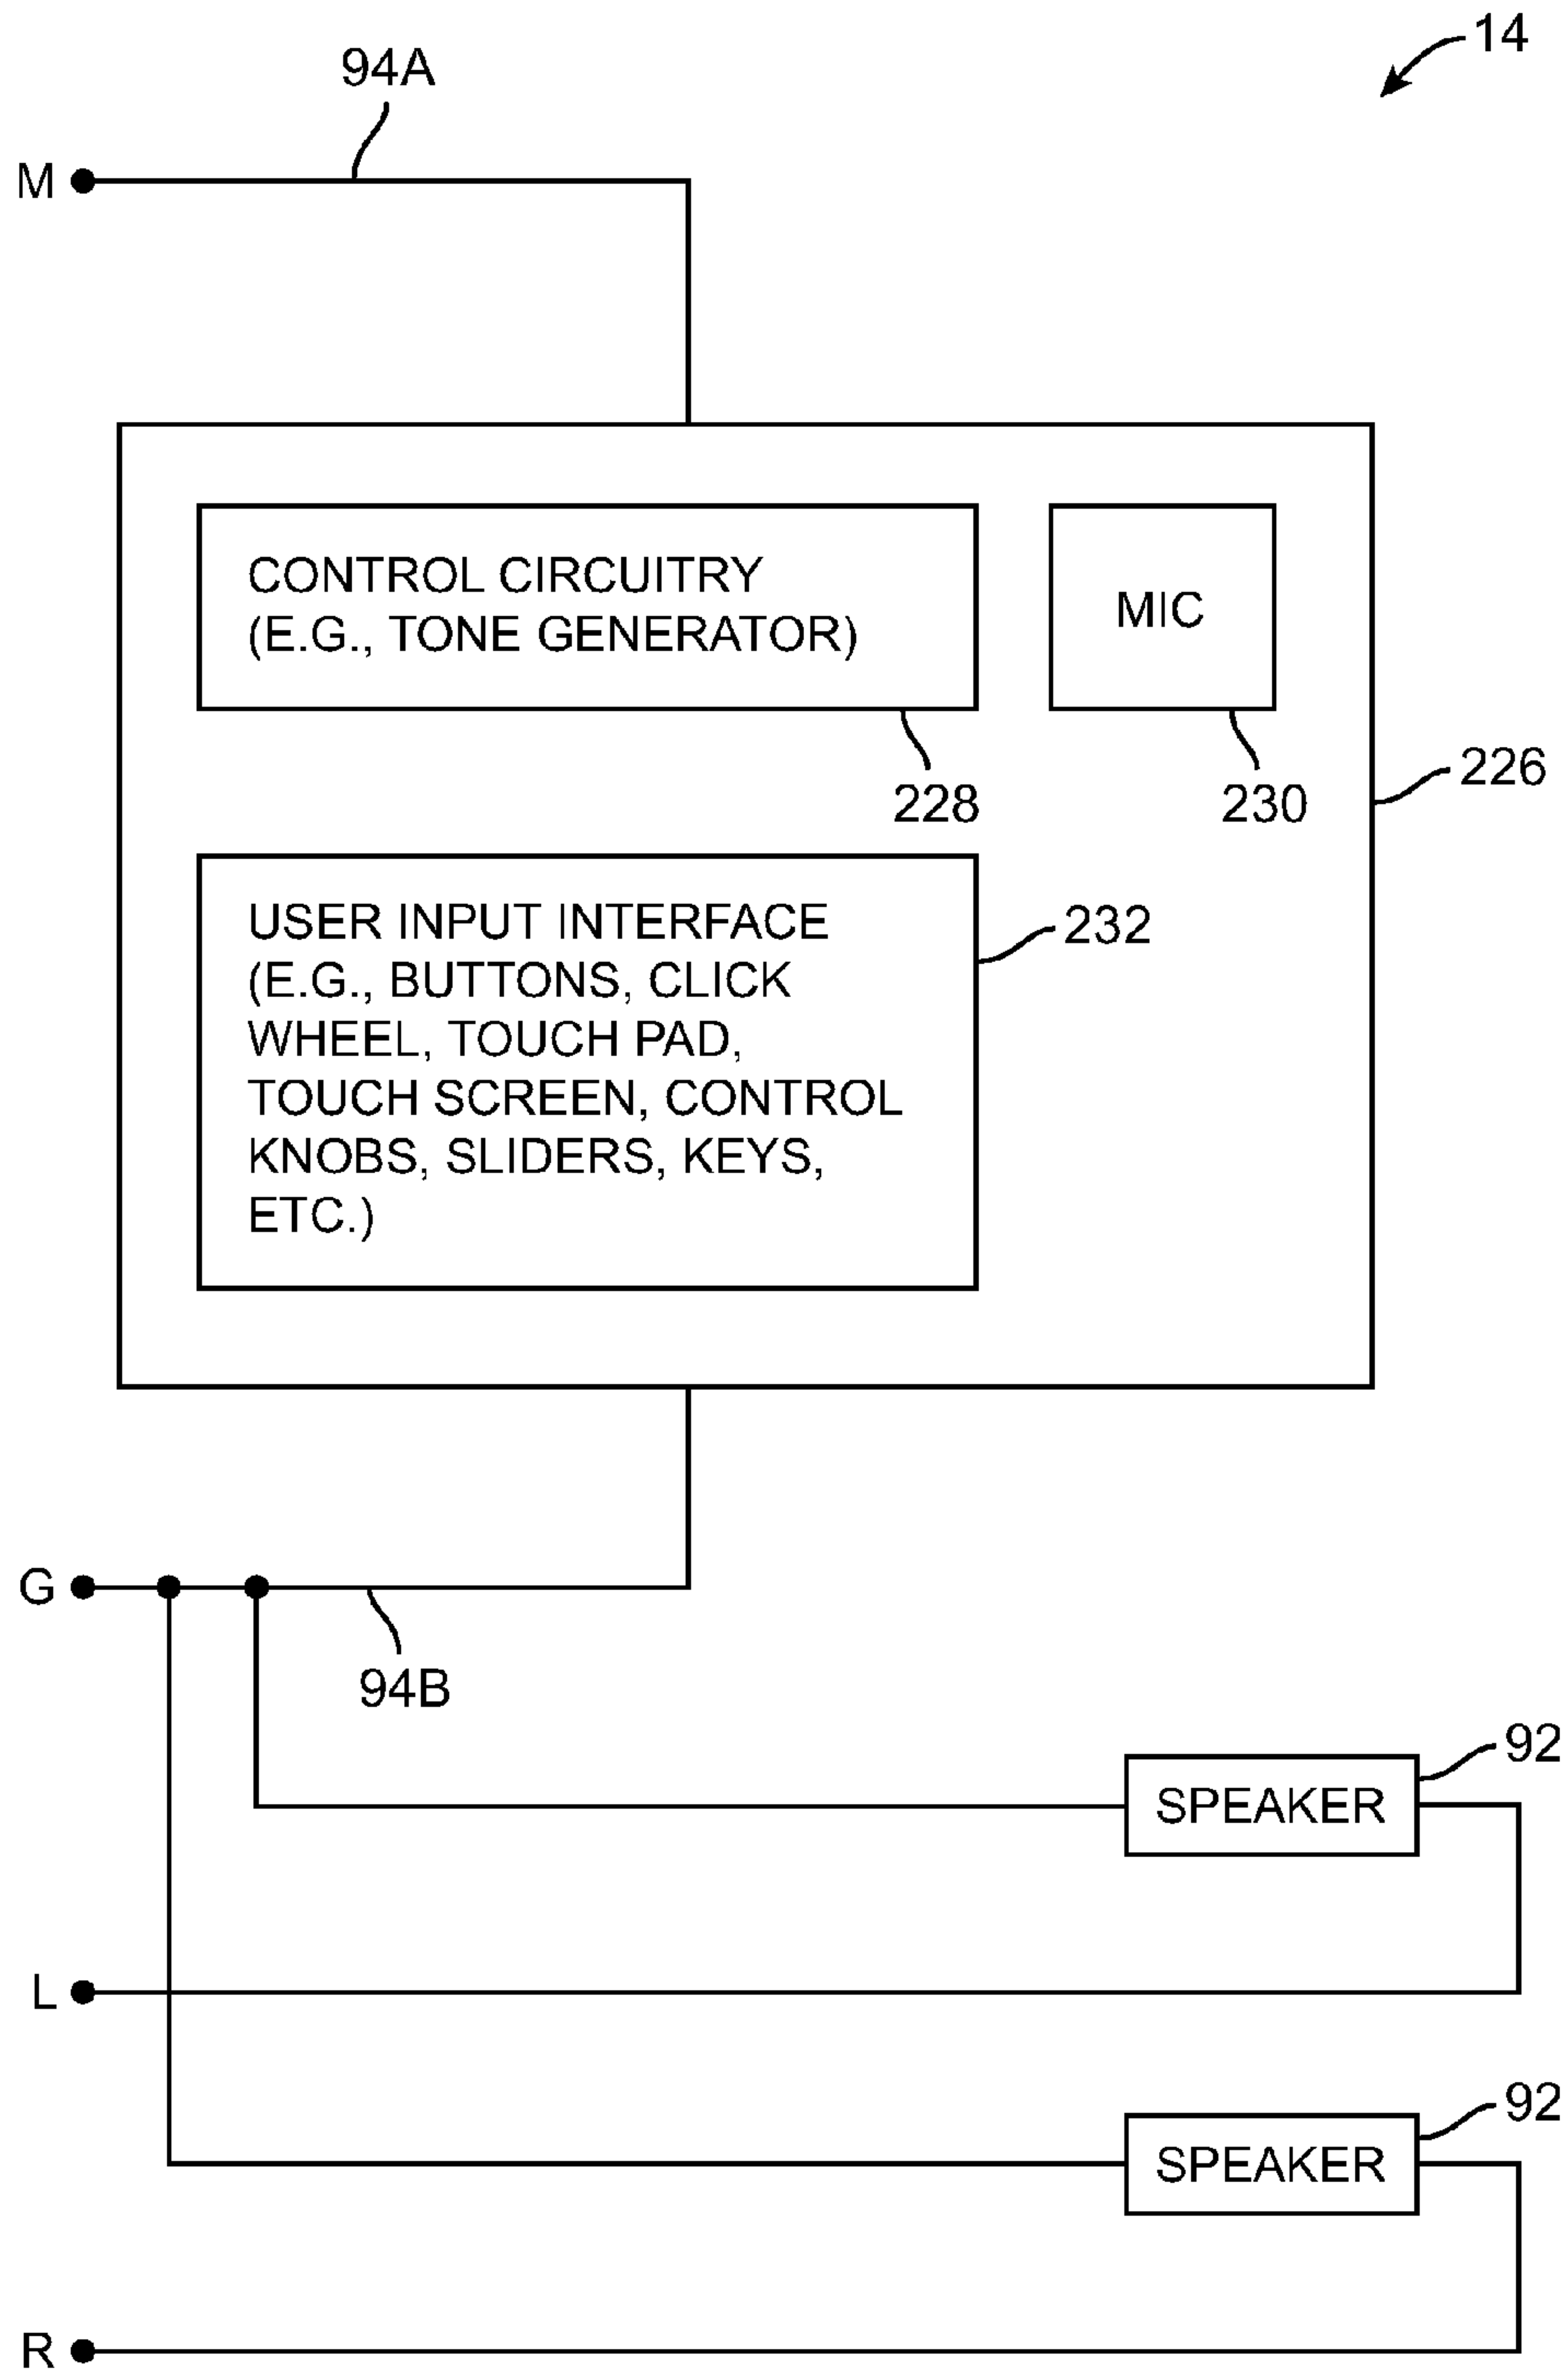 14
94A
M
CONTROL CIRCUITRY
(E.G., TONE GENERATOR)
MIC
226
228
230
USER INPUT INTERFACE
(E.G., BUTTONS, CLICK
WHEEL, TOUCH PAD,
TOUCH SCREEN, CONTROL
KNOBS, SLIDERS, KEYS,
ETC.)
232
G
94B
92
SPEAKER
L
92
SPEAKER
R